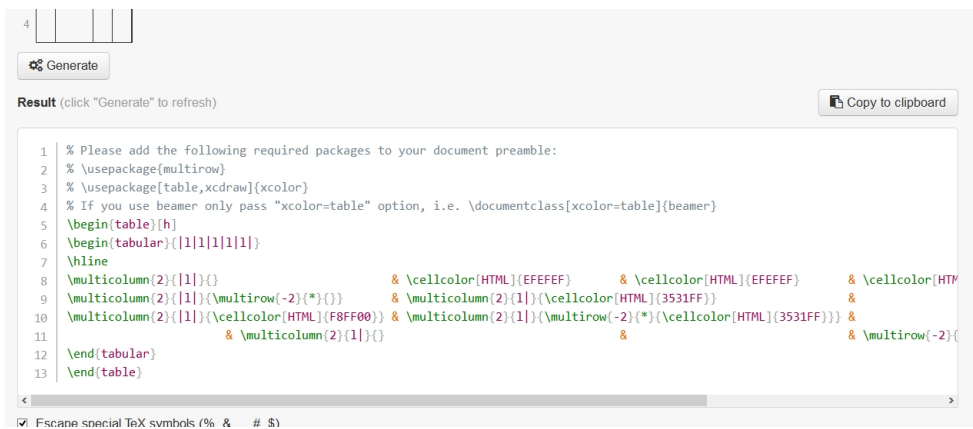 4
Generate
Result (click "Generate" to refresh)
Copy to clipboard
1 % Please add the following required packages to your document preamble:
2 % \usepackage{multirow}
3 % \usepackage[table,xcdraw]{xcolor}
4 % If you use beamer only pass "xcolor=table" option, i.e. \documentclass[xcolor=table]{beamer}
5 \begin{table}[h]
6 \begin{tabular}{|l|l|l|l|l|}
7 \hline
8 \multicolumn{2}{|l|}{} & \cellcolor[HTML]{EFEFEF} & \cellcolor[HTML]{EFEFEF} & \cellcolor[HTM
9 \multicolumn{2}{|l|}{\multirow{-2}{*}{}} & \multicolumn{2}{l|}{\cellcolor[HTML]{3531FF}} &
10 \multicolumn{2}{|l|}{\cellcolor[HTML]{F8FF00}} & \multicolumn{2}{l|}{\multirow{-2}{*}{\cellcolor[HTML]{3531FF}}} &
11 & \multicolumn{2}{l|}{} & & \multirow{-2}{
12 \end{tabular}
13 \end{table}
Escape special TeX symbols (%, &, _, #, $)